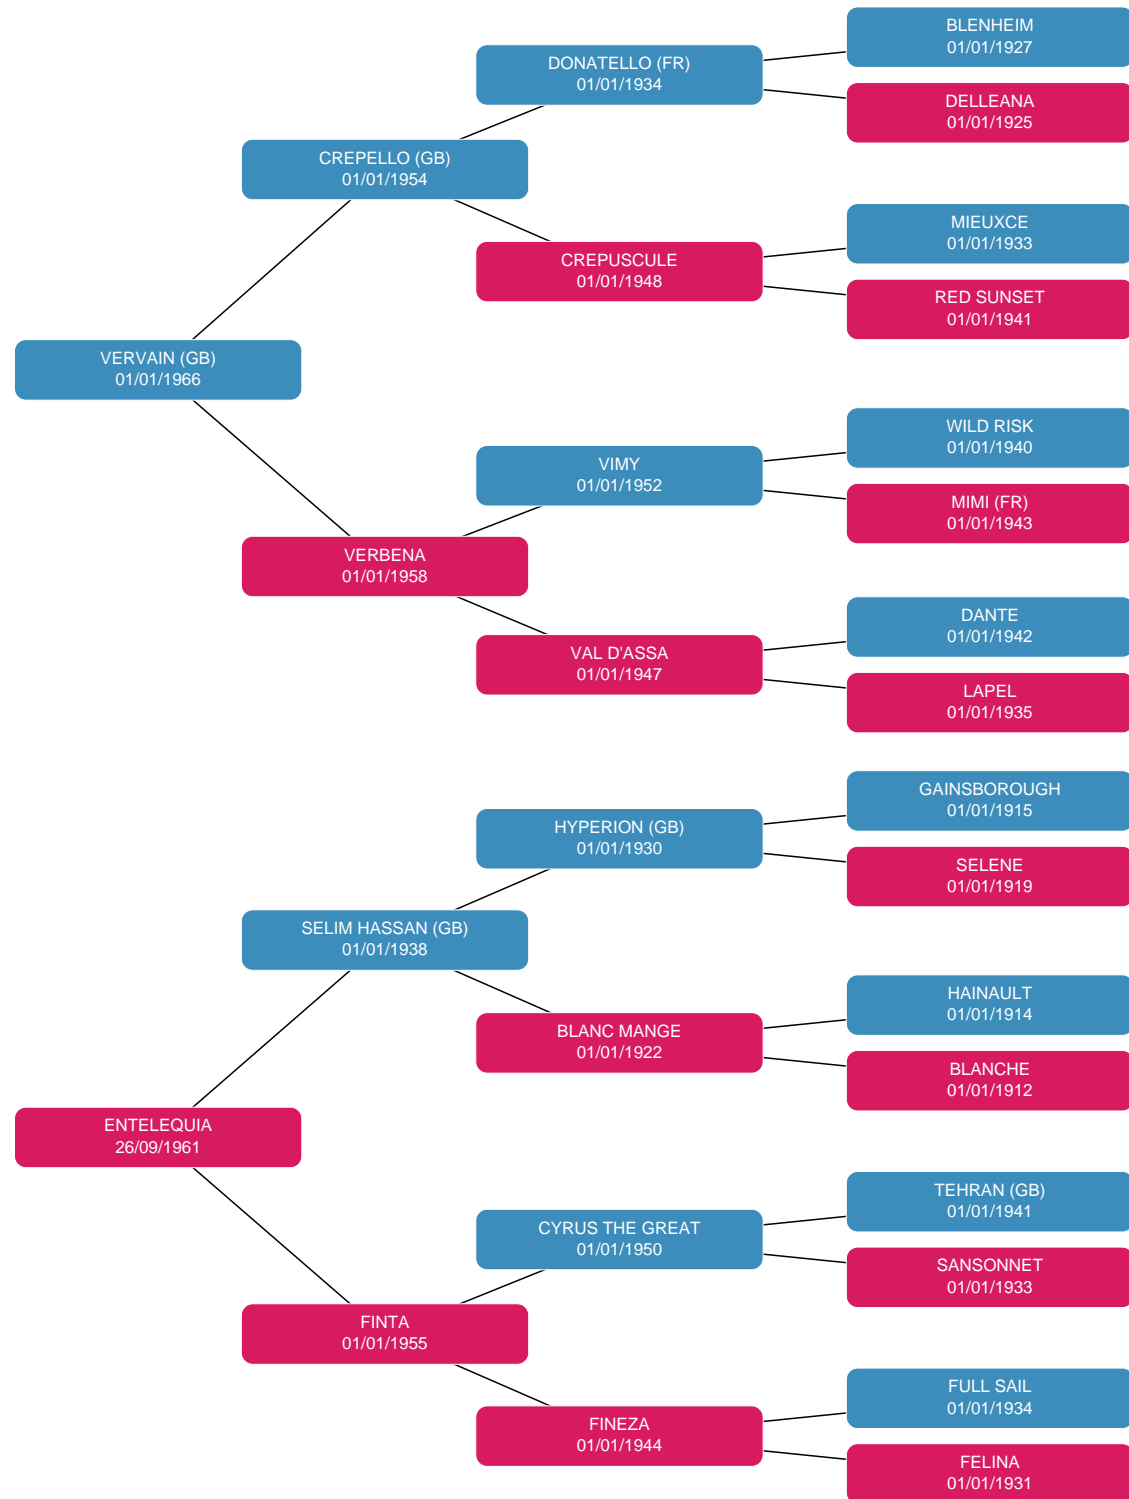 BLENHEIM
01/01/1927
DONATELLO (FR)
01/01/1934
DELLEANA
01/01/1925
CREPELLO (GB)
01/01/1954
MIEUXCE
01/01/1933
CREPUSCULE
01/01/1948
RED SUNSET
01/01/1941
VERVAIN (GB)
01/01/1966
WILD RISK
01/01/1940
VIMY
01/01/1952
MIMI (FR)
01/01/1943
VERBENA
01/01/1958
DANTE
01/01/1942
VAL D'ASSA
01/01/1947
LAPEL
01/01/1935
GAINSBOROUGH
01/01/1915
HYPERION (GB)
01/01/1930
SELENE
01/01/1919
SELIM HASSAN (GB)
01/01/1938
HAINAULT
01/01/1914
BLANC MANGE
01/01/1922
BLANCHE
01/01/1912
ENTELEQUIA
26/09/1961
TEHRAN (GB)
01/01/1941
CYRUS THE GREAT
01/01/1950
SANSONNET
01/01/1933
FINTA
01/01/1955
FULL SAIL
01/01/1934
FINEZA
01/01/1944
FELINA
01/01/1931